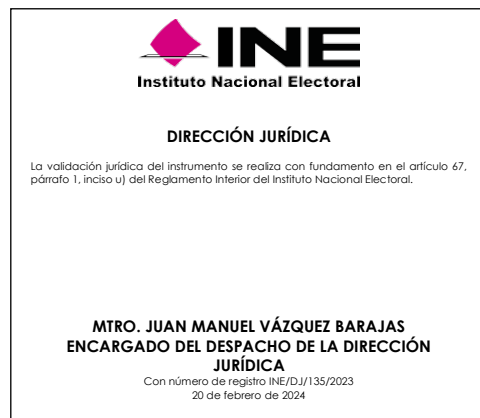 INE
Instituto Nacional Electoral
DIRECCIÓN JURÍDICA
La validación jurídica del instrumento se realiza con fundamento en el artículo 67,
párrafo 1, inciso u) del Reglamento Interior del Instituto Nacional Electoral.
MTRO. JUAN MANUEL VÁZQUEZ BARAJAS
ENCARGADO DEL DESPACHO DE LA DIRECCIÓN
JURÍDICA
Con número de registro INE/DJ/135/2023
20 de febrero de 2024